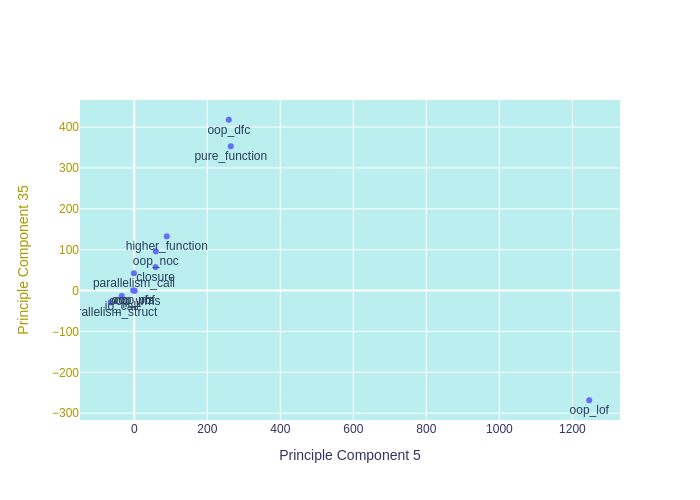 400
300
200
100
0
−100
−200
−300
oop_dfc
pure_function
higher_function
oop_noc
closure
parallelism_call
rallelism_struct
oop_lof
0
200
400
600
800
1000
1200
Principle Component 5
Principle Component 35